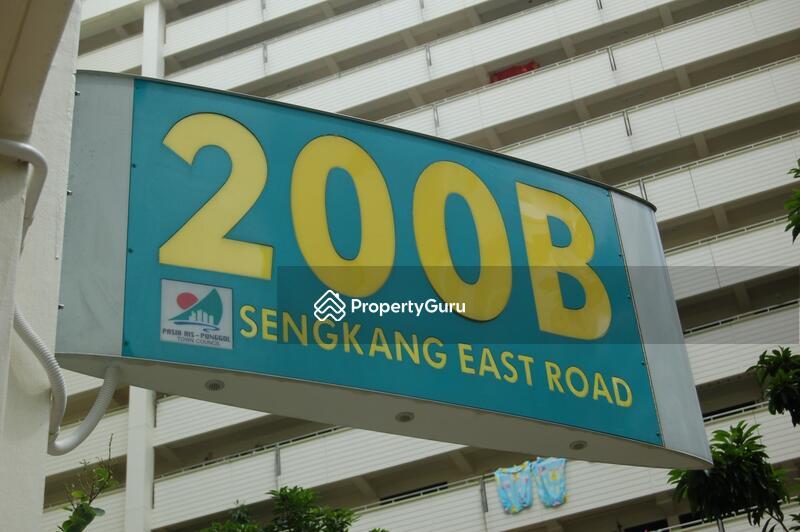 200B
PropertyGuru
PASIR RIS - PUNGGOL
TOWN COUNCIL
SENGKANG EAST ROAD